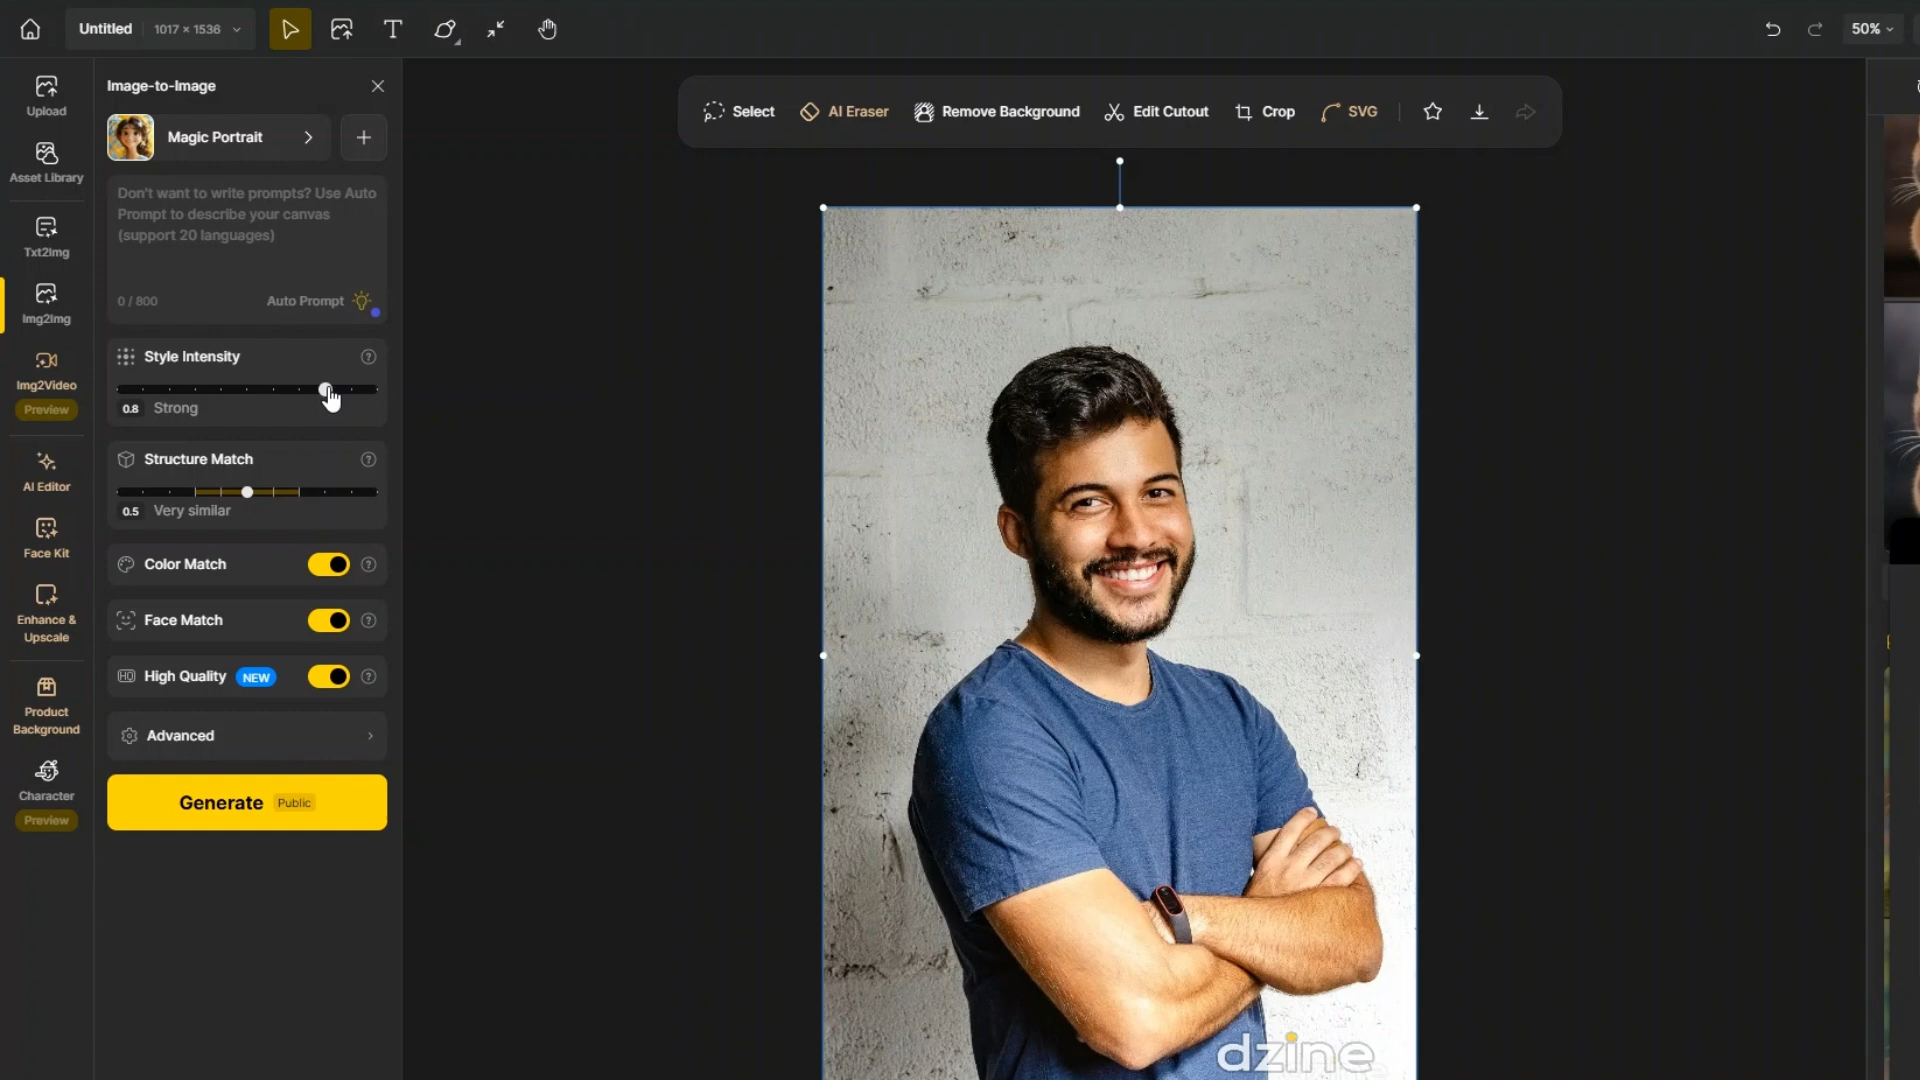 Untitled 1017 × 1536
50%
Upload
Asset Library
Txt2Img
Img2Img
Img2Video
Preview
AI Editor
Face Kit
Enhance &
Upscale
Product
Background
Character
Preview
Image-to-Image
Magic Portrait
Don't want to write prompts? Use Auto
Prompt to describe your canvas
(support 20 languages)
0 / 800 Auto Prompt
Style Intensity
0.8 Strong
Structure Match
0.5 Very similar
Color Match
Face Match
High Quality NEW
Advanced
Generate Public
Select AI Eraser Remove Background Edit Cutout Crop SVG
dzine